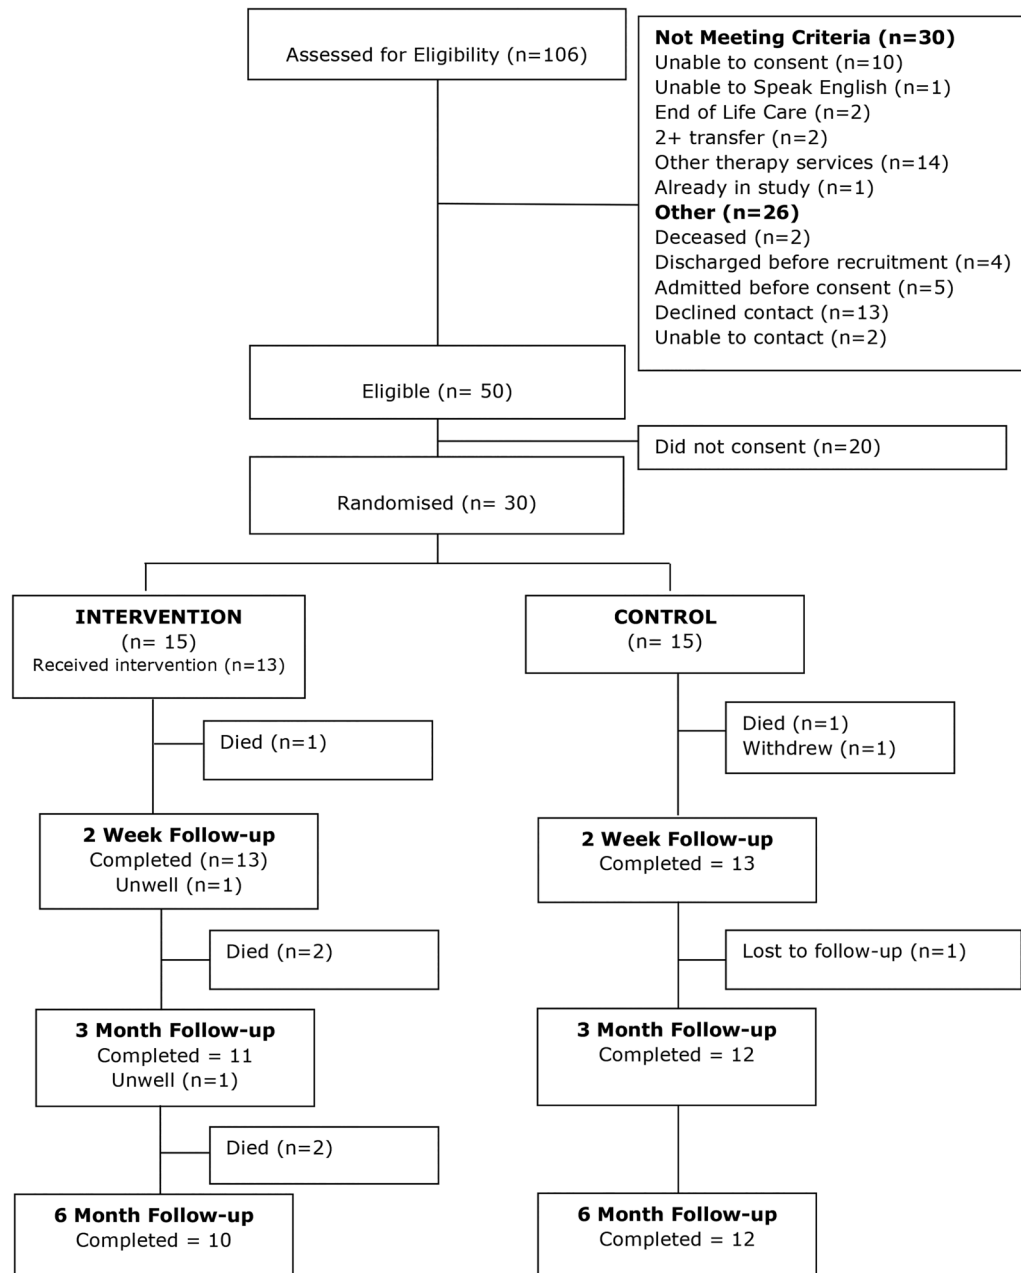 Assessed for Eligibility (n=106)
Not Meeting Criteria (n=30)
Unable to consent (n=10)
Unable to Speak English (n=1)
End of Life Care (n=2)
2+ transfer (n=2)
Other therapy services (n=14)
Already in study (n=1)
Other (n=26)
Deceased (n=2)
Discharged before recruitment (n=4)
Admitted before consent (n=5)
Declined contact (n=13)
Unable to contact (n=2)
Eligible (n= 50)
Did not consent (n=20)
Randomised (n= 30)
INTERVENTION
(n= 15)
Received intervention (n=13)
CONTROL
(n= 15)
Died (n=1)
Died (n=1)
Withdrew (n=1)
2 Week Follow-up
Completed (n=13)
Unwell (n=1)
2 Week Follow-up
Completed = 13
Died (n=2)
Lost to follow-up (n=1)
3 Month Follow-up
Completed = 11
Unwell (n=1)
3 Month Follow-up
Completed = 12
Died (n=2)
6 Month Follow-up
Completed = 10
6 Month Follow-up
Completed = 12